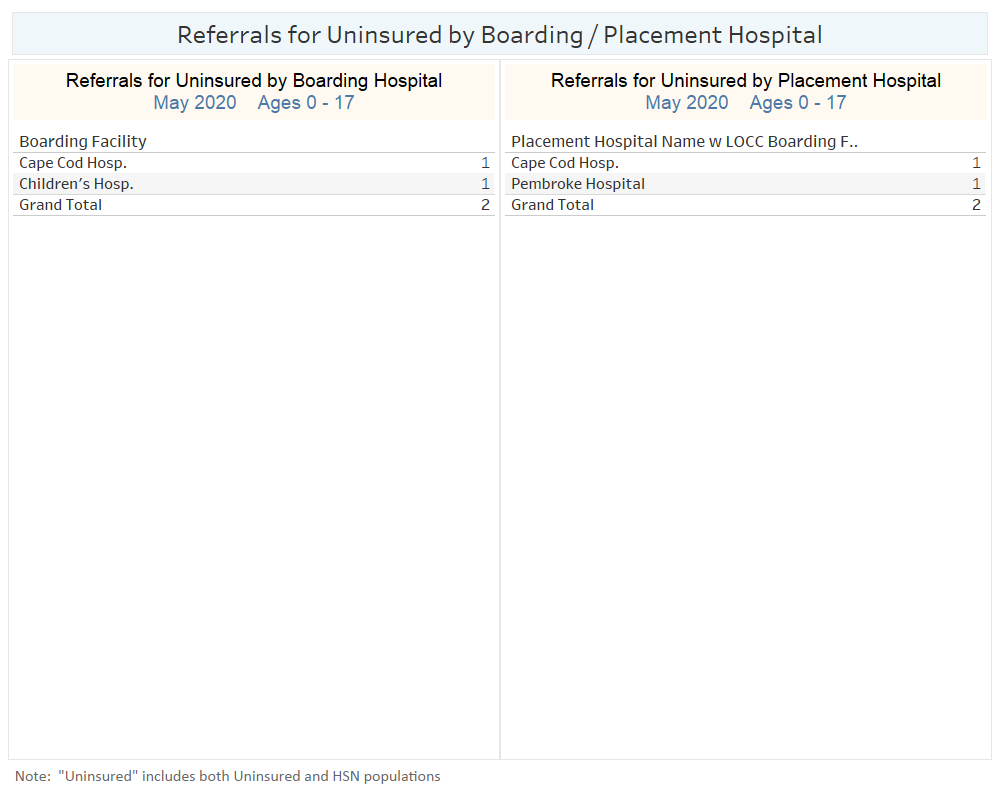 Referrals for Uninsured by Boarding / Placement Hospital
Referrals for Uninsured by Boarding Hospital
May 2020 Ages 0 - 17
Boarding Facility
Cape Cod Hosp. 1
Children’s Hosp. 1
Grand Total 2
Referrals for Uninsured by Placement Hospital
May 2020 Ages 0 - 17
Placement Hospital Name w LOCC Boarding F..
Cape Cod Hosp. 1
Pembroke Hospital 1
Grand Total 2
Note: "Uninsured" includes both Uninsured and HSN populations